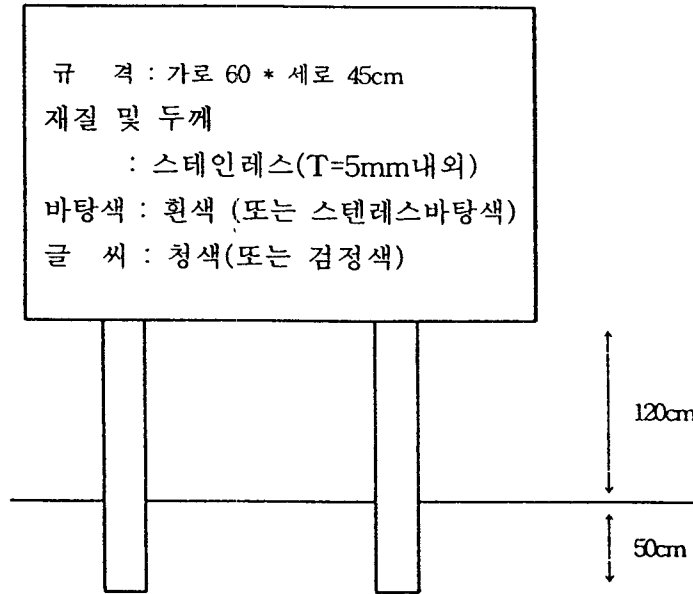 규 격 : 가로 60 * 세로 45cm
재질 및 두께
: 스테인레스(T=5mm내외)
바탕색 : 흰색 (또는 스텐레스바탕색)
글 씨 : 청색(또는 검정색)
120cm
50cm